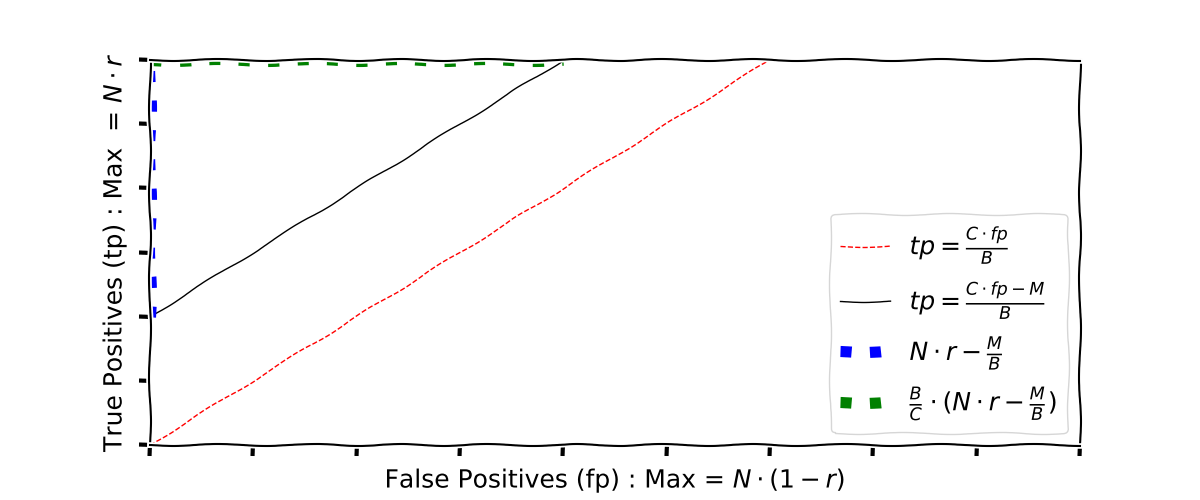 True Positives (tp) : Max = N · r
tp = C · fp / B
tp = C · fp − M / B
N · r − M / B
B / C · (N · r − M / B)
False Positives (fp) : Max = N · (1 − r)